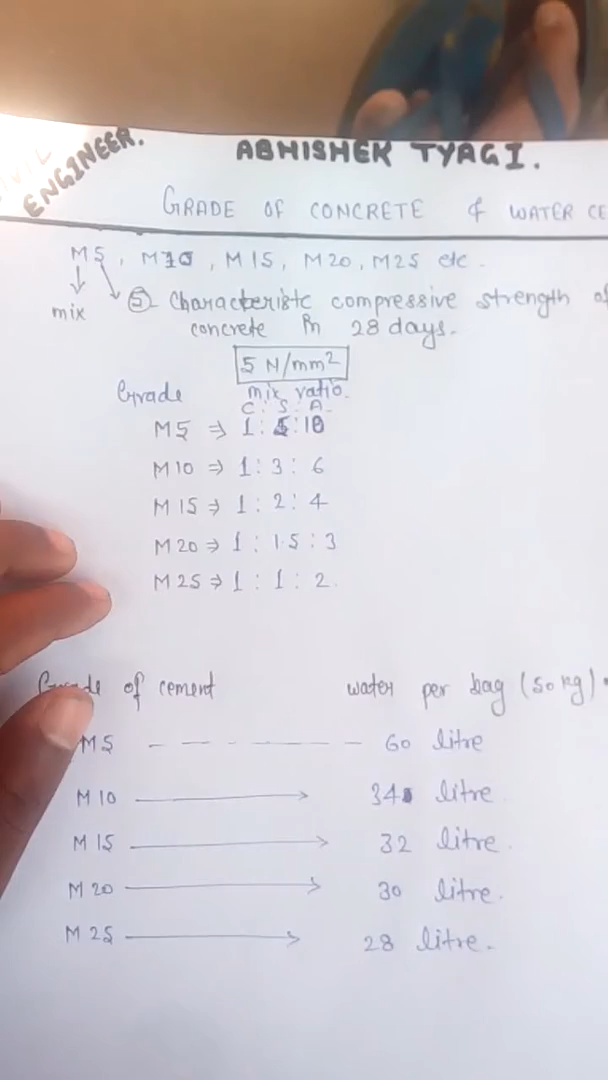 CIVIL ENGINEER.
ABHISHEK TYAGI.
GRADE OF CONCRETE & WATER CE
M5, M10, M15, M20, M25 etc.
mix
5 Characteristic compressive strength of
concrete in 28 days.
5 N/mm²
Grade mix ratio.
C : S : A
M5 ⇒ 1 : 5 : 10
M10 ⇒ 1 : 3 : 6
M15 ⇒ 1 : 2 : 4
M20 ⇒ 1 : 1.5 : 3
M25 ⇒ 1 : 1 : 2.
Grade of cement water per bag (50 kg)
M5 60 litre
M10 34 litre.
M15 32 litre.
M20 30 litre.
M25 28 litre.